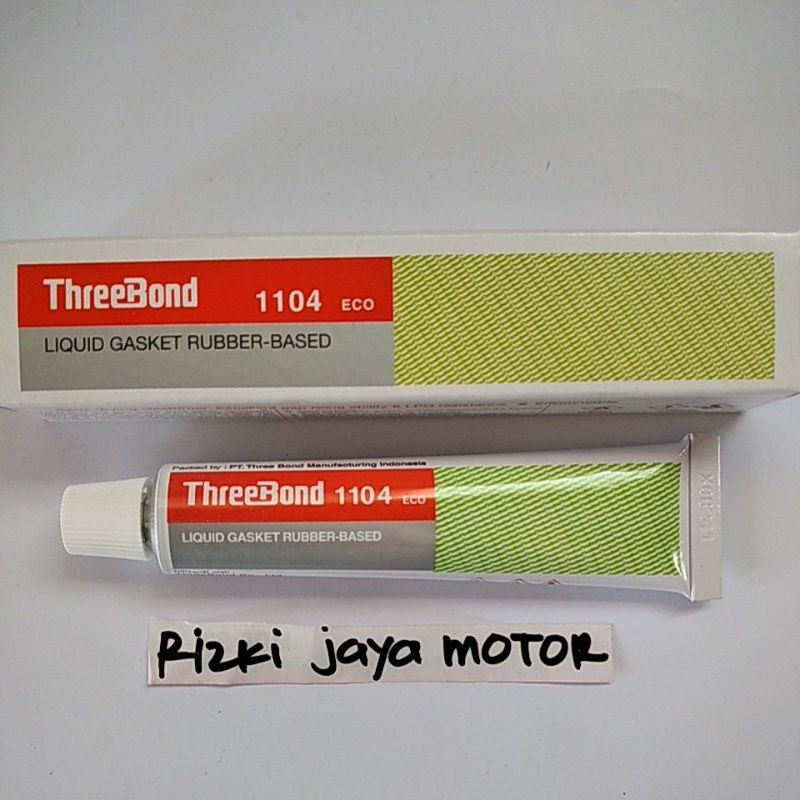 ThreeBond 1104 ECO
LIQUID GASKET RUBBER-BASED
Packed by : PT. Three Bond Manufacturing Indonesia
ThreeBond 1104 ECO
LIQUID GASKET RUBBER-BASED
Rizki jaya MOTOR